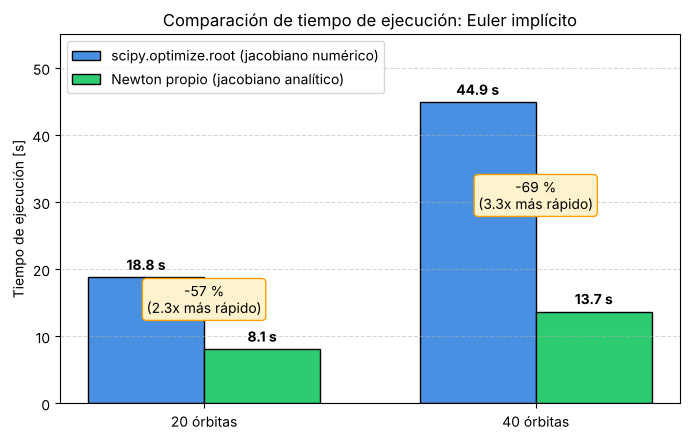 Comparación de tiempo de ejecución: Euler implícito
scipy.optimize.root (jacobiano numérico)
Newton propio (jacobiano analítico)
Tiempo de ejecución [s]
50
40
30
20
10
0
18.8 s
-57 %
(2.3x más rápido)
8.1 s
44.9 s
-69 %
(3.3x más rápido)
13.7 s
20 órbitas
40 órbitas